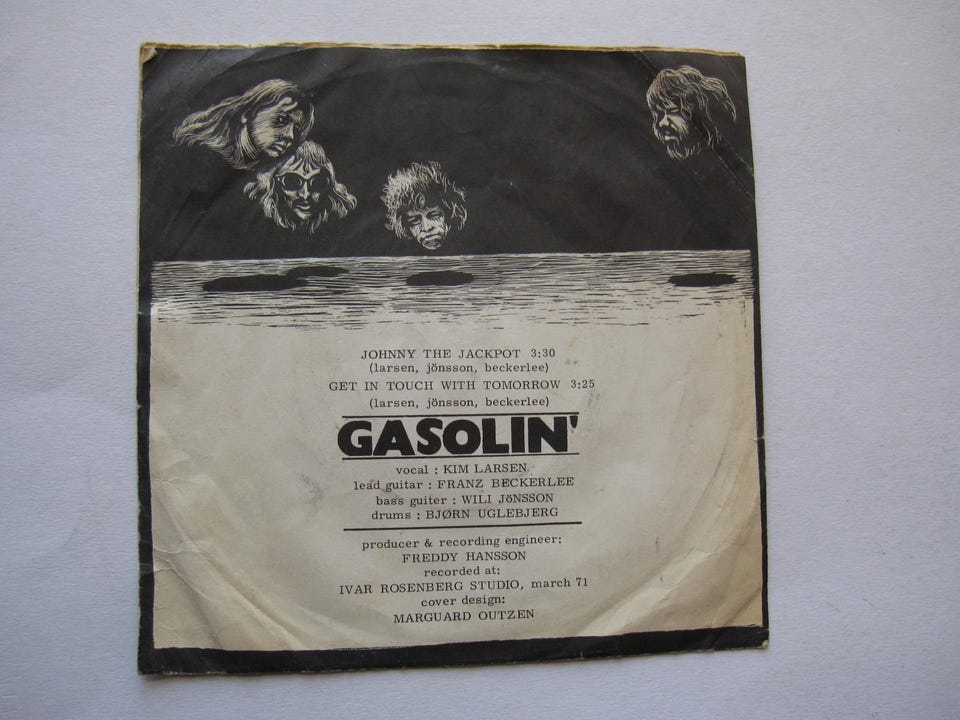 JOHNNY THE JACKPOT 3:30
(larsen, jönsson, beckerlee)
GET IN TOUCH WITH TOMORROW 3:25
(larsen, jönsson, beckerlee)
GASOLIN'
vocal : KIM LARSEN
lead guitar : FRANZ BECKERLEE
bass guiter : WILI JÖNSSON
drums : BJØRN UGLEBJERG
producer & recording engineer:
FREDDY HANSSON
recorded at:
IVAR ROSENBERG STUDIO, march 71
cover design:
MARGUARD OUTZEN